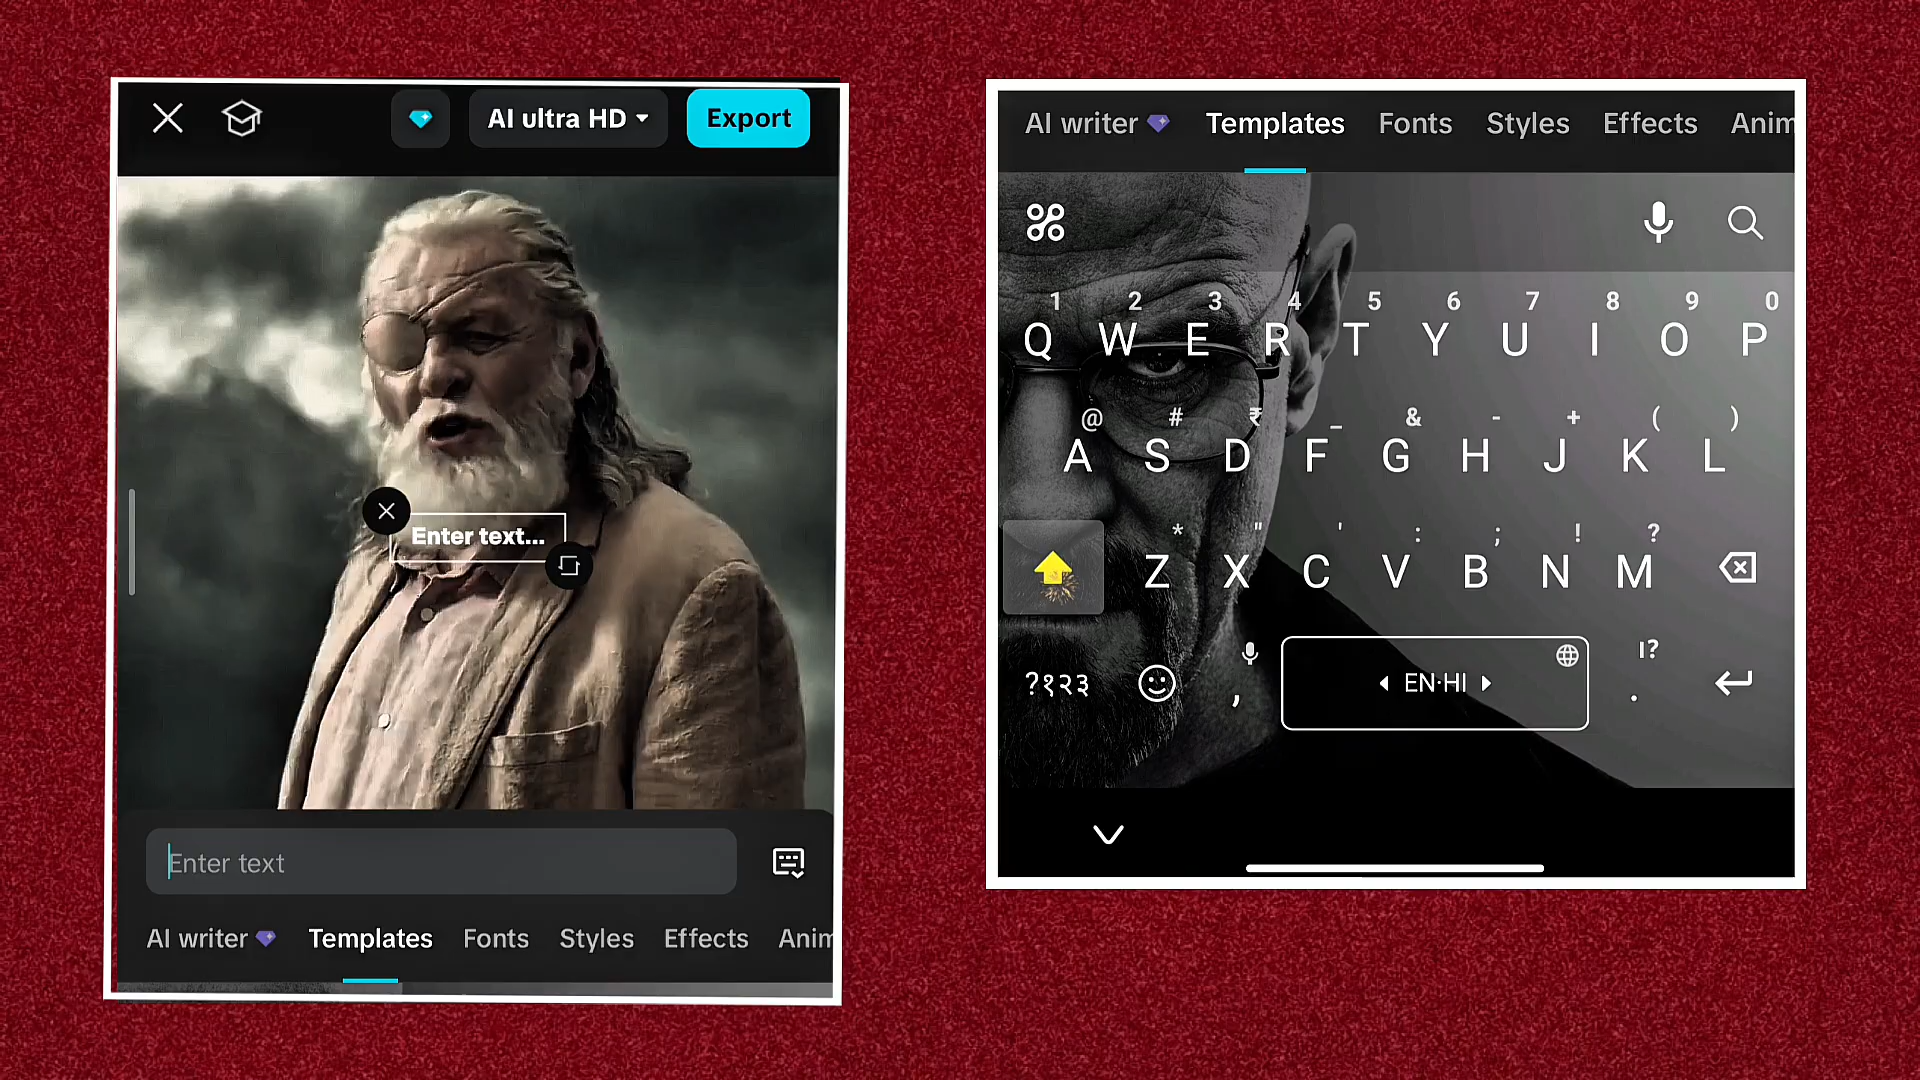 AI ultra HD
Export
Enter text...
Enter text
AI writer Templates Fonts Styles Effects Anim
AI writer Templates Fonts Styles Effects Anim
1 2 3 4 5 6 7 8 9 0
Q W E R T Y U I O P
@ # ₹ _ & - + ( )
A S D F G H J K L
* " ' : ; ! ?
Z X C V B N M
?१२३ , EN·HI . ı?